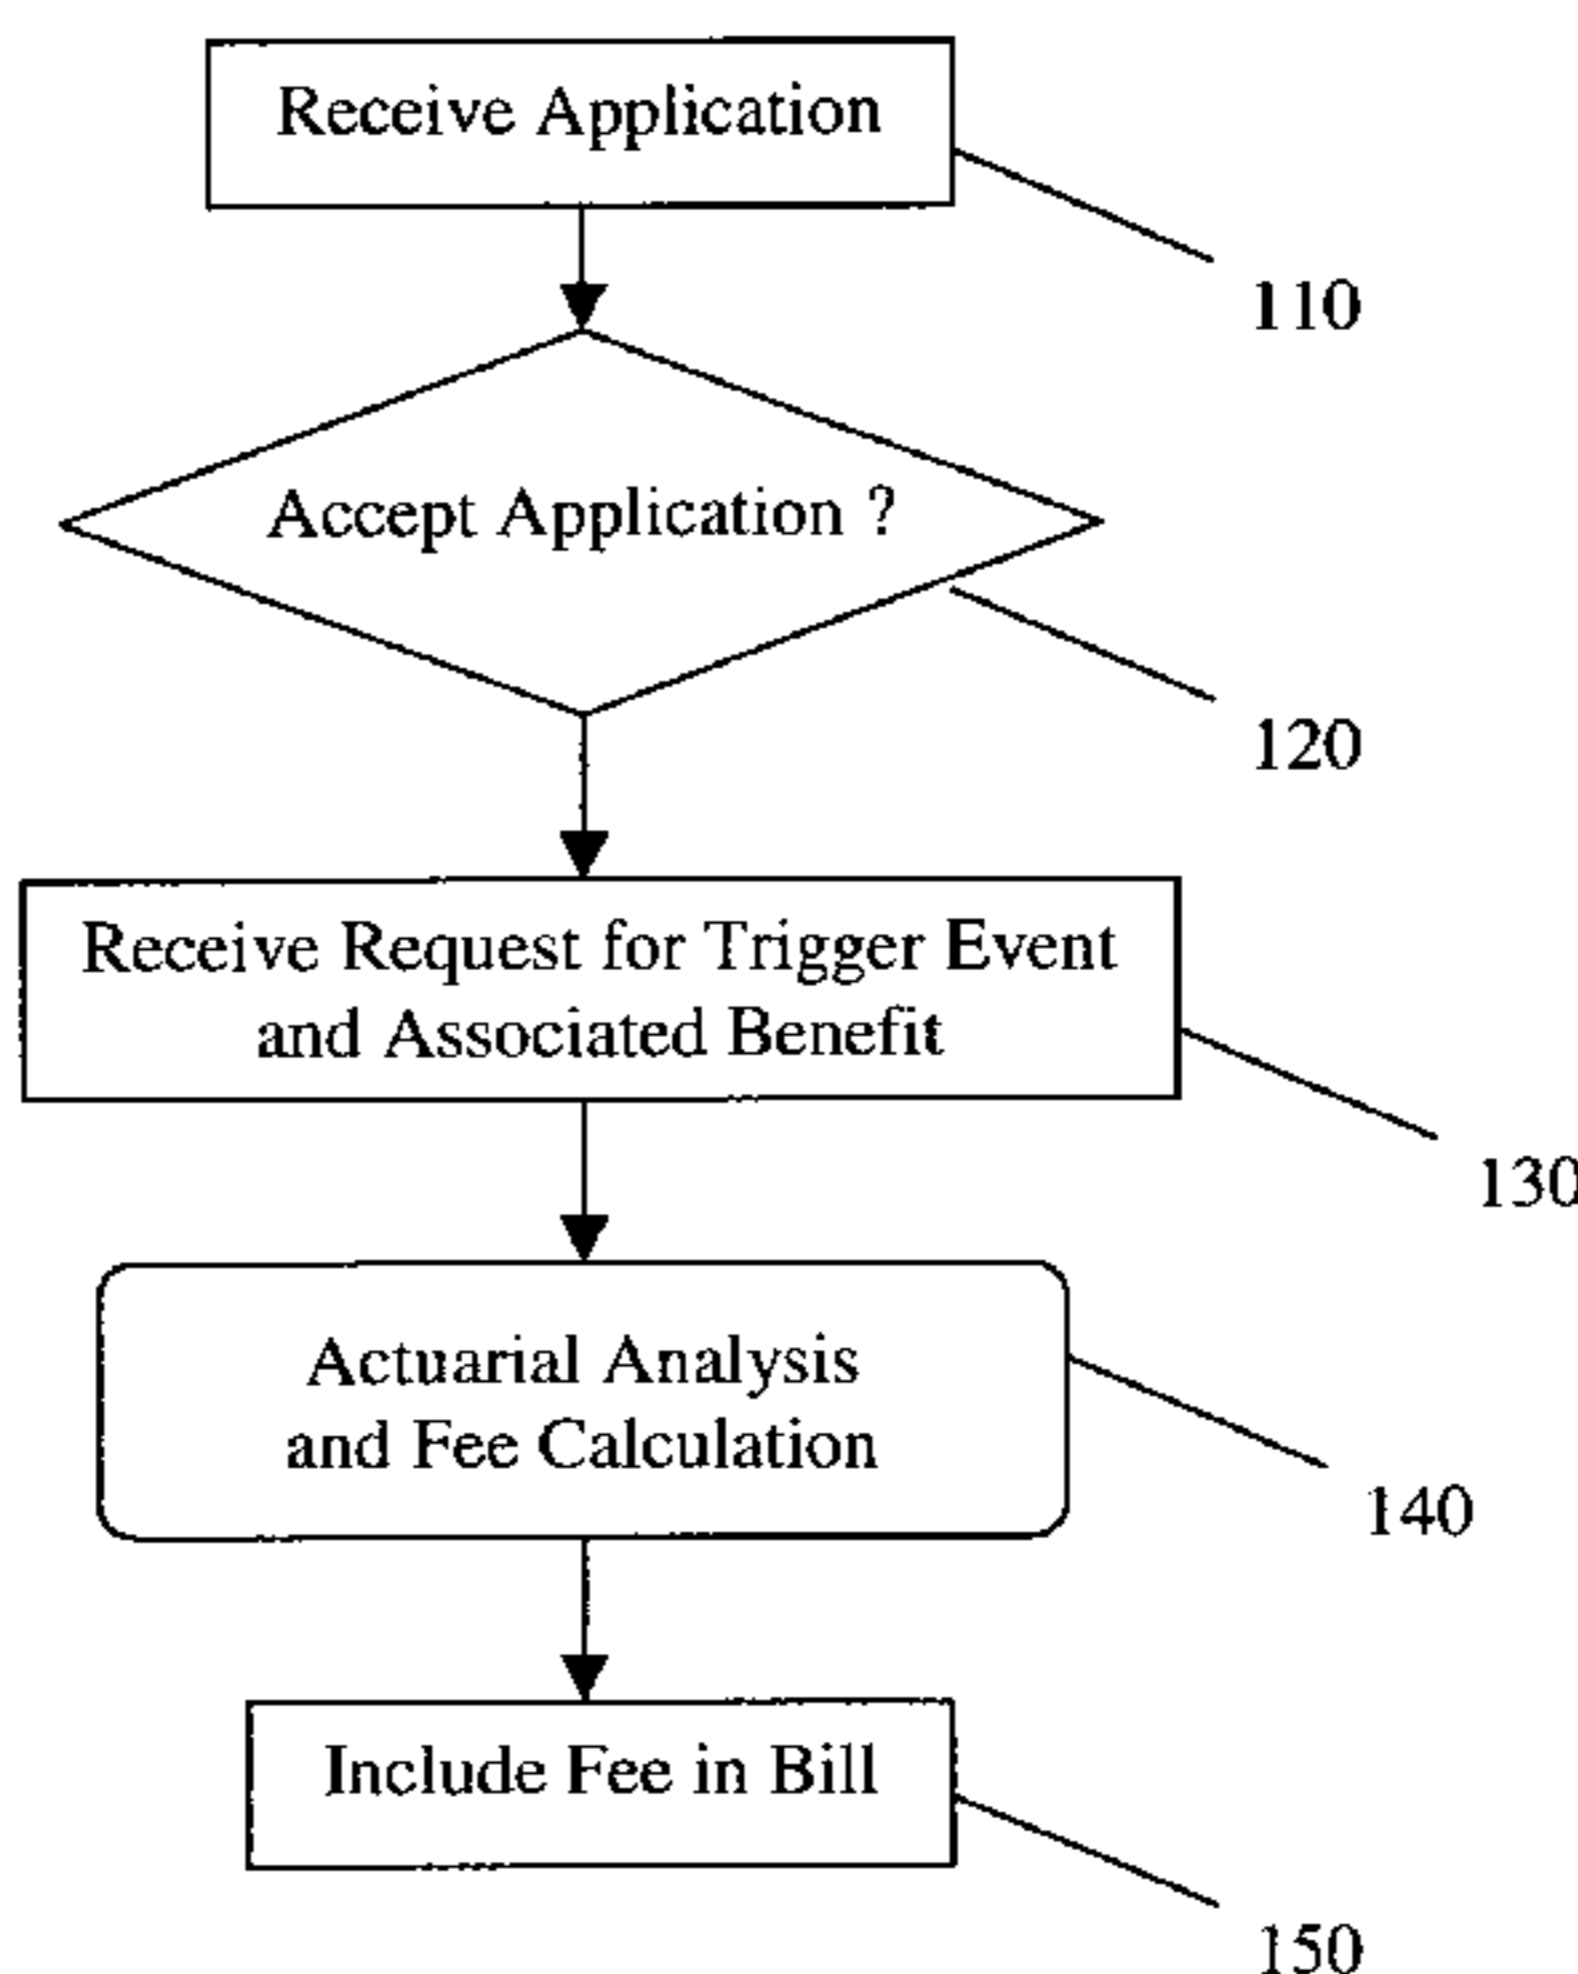 Receive Application
110
Accept Application ?
120
Receive Request for Trigger Event
and Associated Benefit
130
Actuarial Analysis
and Fee Calculation
140
Include Fee in Bill
150